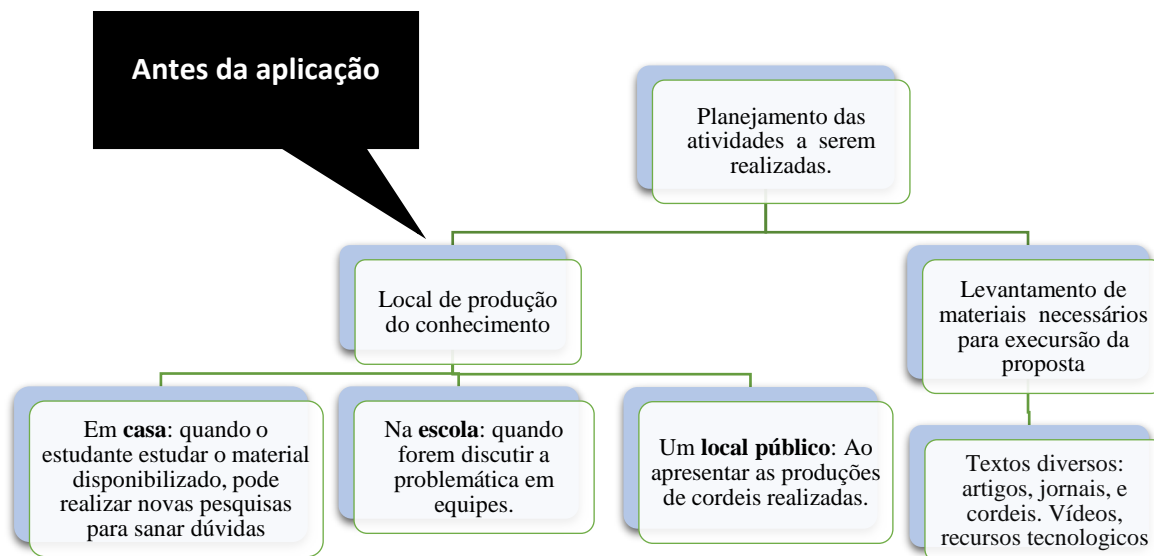 Antes da aplicação
Planejamento das
atividades a serem
realizadas.
Local de produção
do conhecimento
Levantamento de
materiais necessários
para execursão da
proposta
Em casa: quando o
estudante estudar o material
disponibilizado, pode
realizar novas pesquisas
para sanar dúvidas
Na escola: quando
forem discutir a
problemática em
equipes.
Um local público: Ao
apresentar as produções
de cordeis realizadas.
Textos diversos:
artigos, jornais, e
cordeis. Vídeos,
recursos tecnologicos